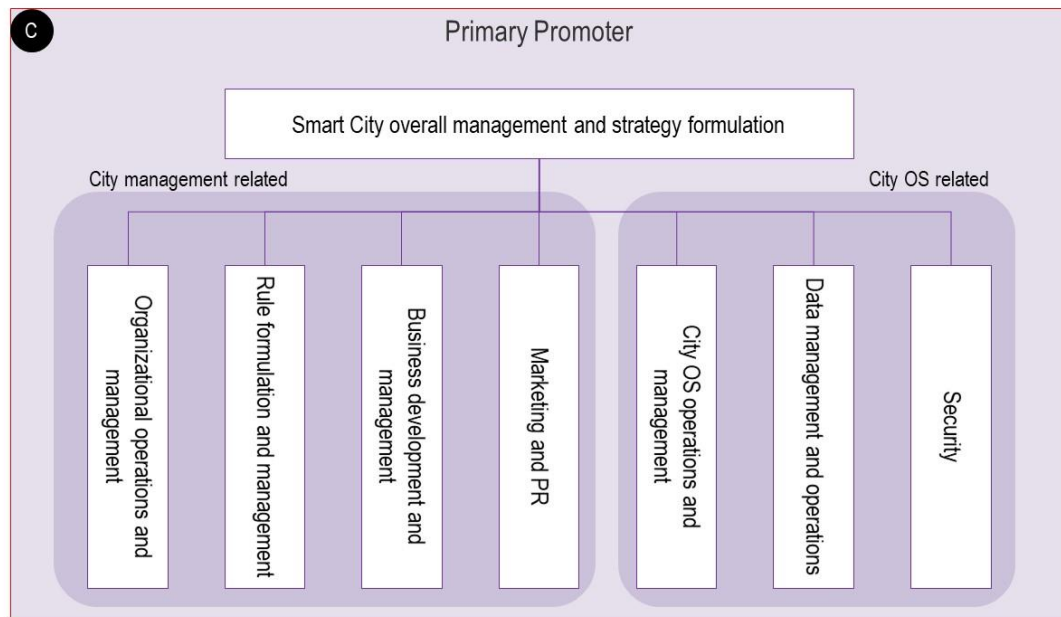 C
Primary Promoter
Smart City overall management and strategy formulation
City management related
City OS related
Organizational operations and
management
Rule formulation and management
Business development and
management
Marketing and PR
City OS operations and
management
Data management and operations
Security